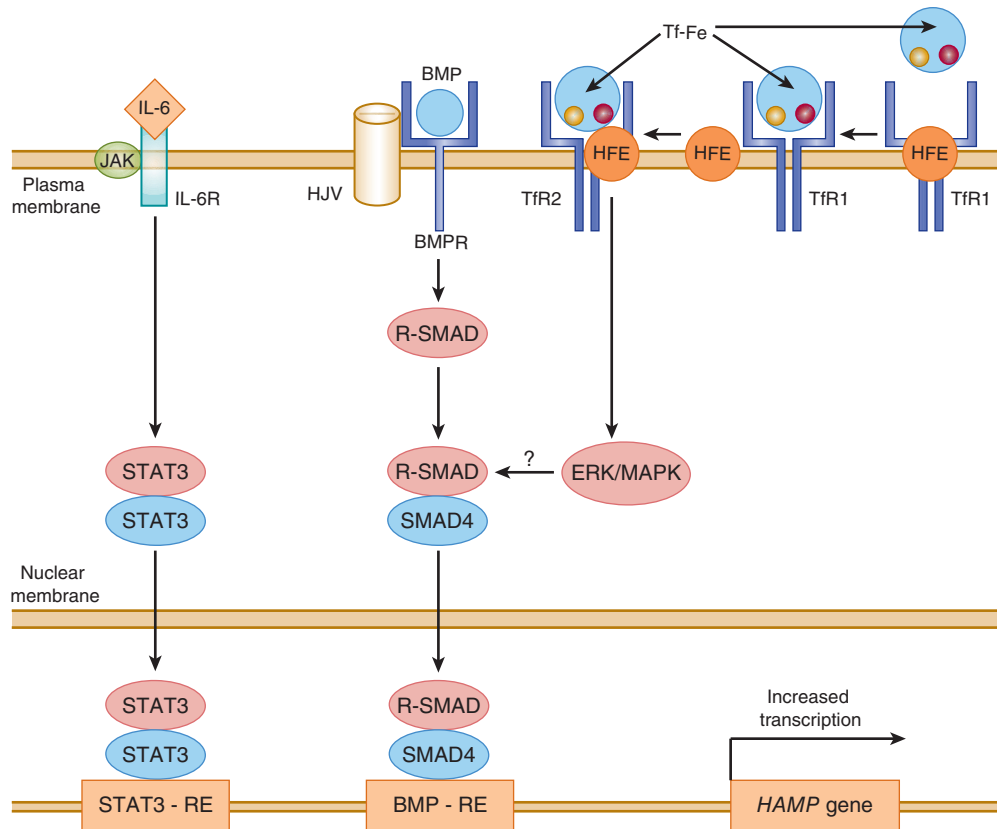 Tf-Fe
BMP
IL-6
JAK
HFE
HFE
HFE
Plasma
membrane
IL-6R
HJV
TfR2
TfR1
TfR1
BMPR
R-SMAD
STAT3
R-SMAD
?
ERK/MAPK
STAT3
SMAD4
Nuclear
membrane
STAT3
R-SMAD
Increased
transcription
STAT3
SMAD4
STAT3 - RE
BMP - RE
HAMP gene